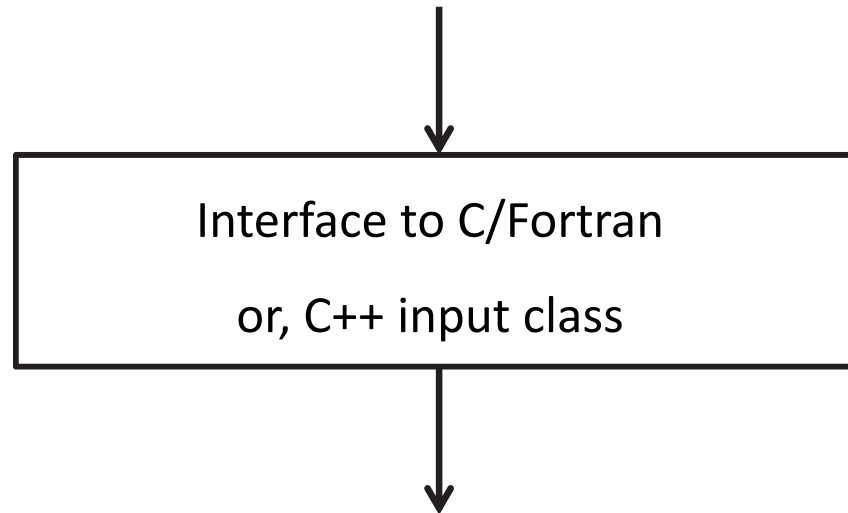 Interface to C/Fortran
or, C++ input class